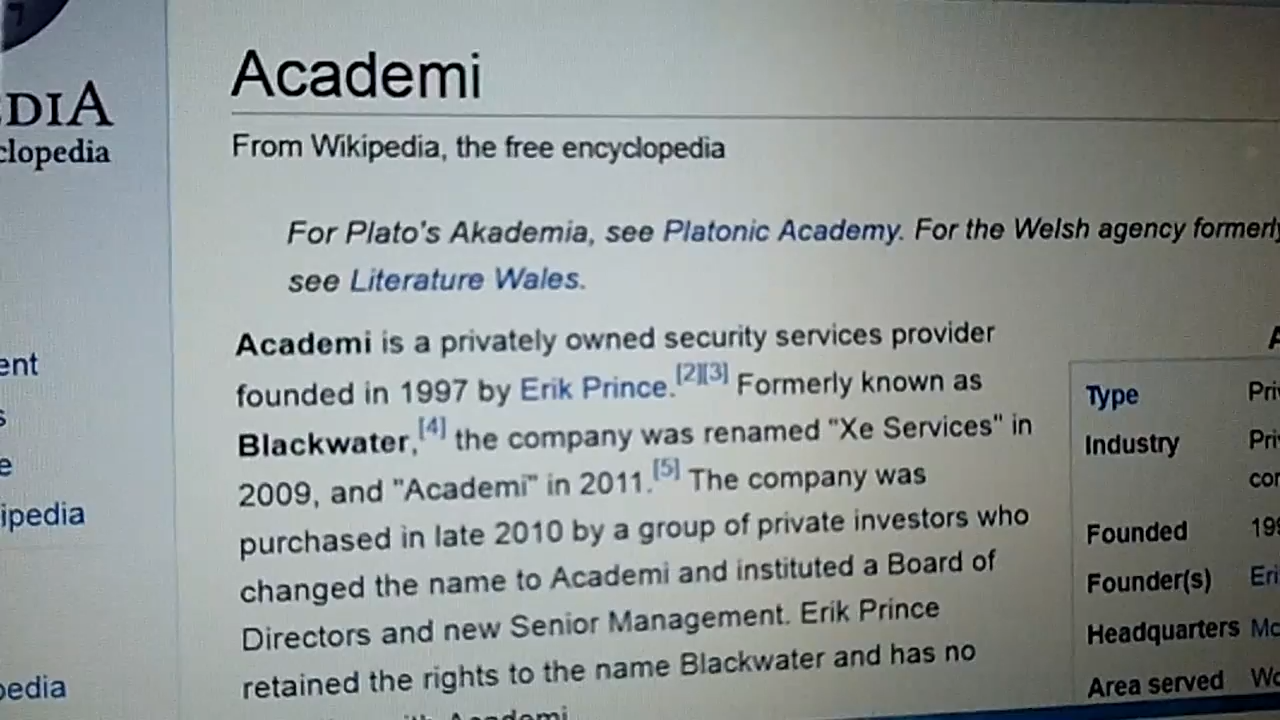 Academi
From Wikipedia, the free encyclopedia
For Plato's Akademia, see Platonic Academy. For the Welsh agency formerly
see Literature Wales.
Academi is a privately owned security services provider
founded in 1997 by Erik Prince.[2][3] Formerly known as
Blackwater,[4] the company was renamed "Xe Services" in
2009, and "Academi" in 2011.[5] The company was
purchased in late 2010 by a group of private investors who
changed the name to Academi and instituted a Board of
Directors and new Senior Management. Erik Prince
retained the rights to the name Blackwater and has no
Academi
Type
Industry
Founded
Founder(s)
Headquarters
Area served